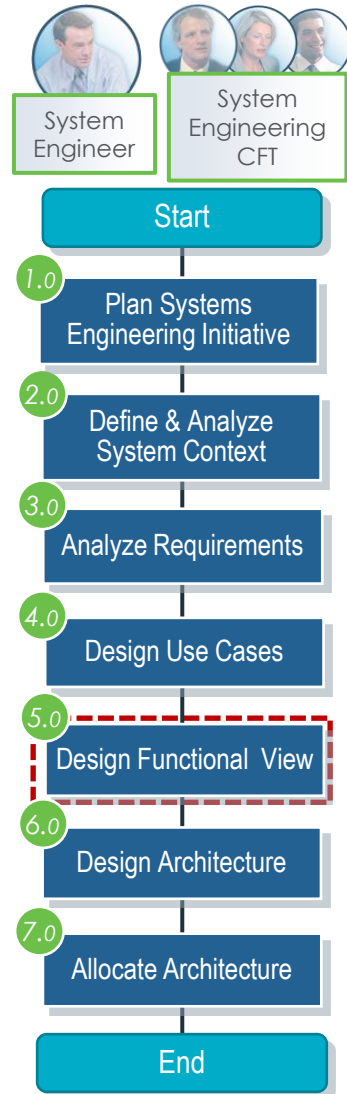 System
Engineer
System
Engineering
CFT
Start
1.0
Plan Systems
Engineering Initiative
2.0
Define & Analyze
System Context
3.0
Analyze Requirements
4.0
Design Use Cases
5.0
Design Functional View
6.0
Design Architecture
7.0
Allocate Architecture
End